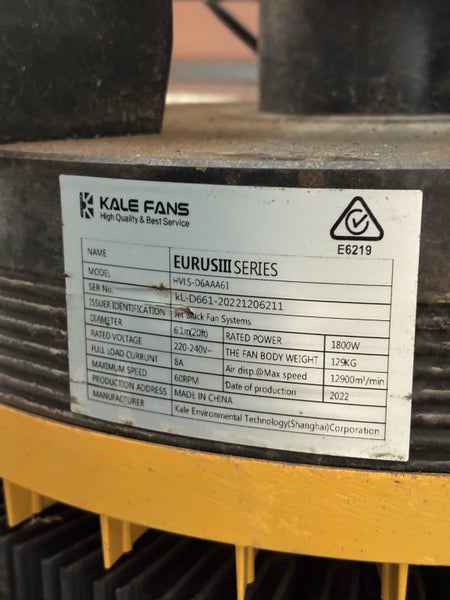 KALE FANS
High Quality & Best Service
E6219
NAME EURUSIII SERIES
MODEL HVLS-D6AAA61
SER No kL-D661-20221206211
ISSUER IDENTIFICATION Jet Black Fan Systems
DIAMETER 6.1m(20ft) RATED POWER 1800W
RATED VOLTAGE 220-240V~ THE FAN BODY WEIGHT 129KG
FULL LOAD CURRUNT 8A Air disp.@Max speed 12900m³/min
MAXIMUM SPEED 60RPM Date of production 2022
PRODUCTION ADDRESS MADE IN CHINA
MANUFACTURER Kale Environmental Technology(Shanghai)Corporation